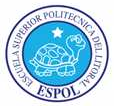 ESCUELA SUPERIOR POLITECNICA DEL LITORAL
ESPOL